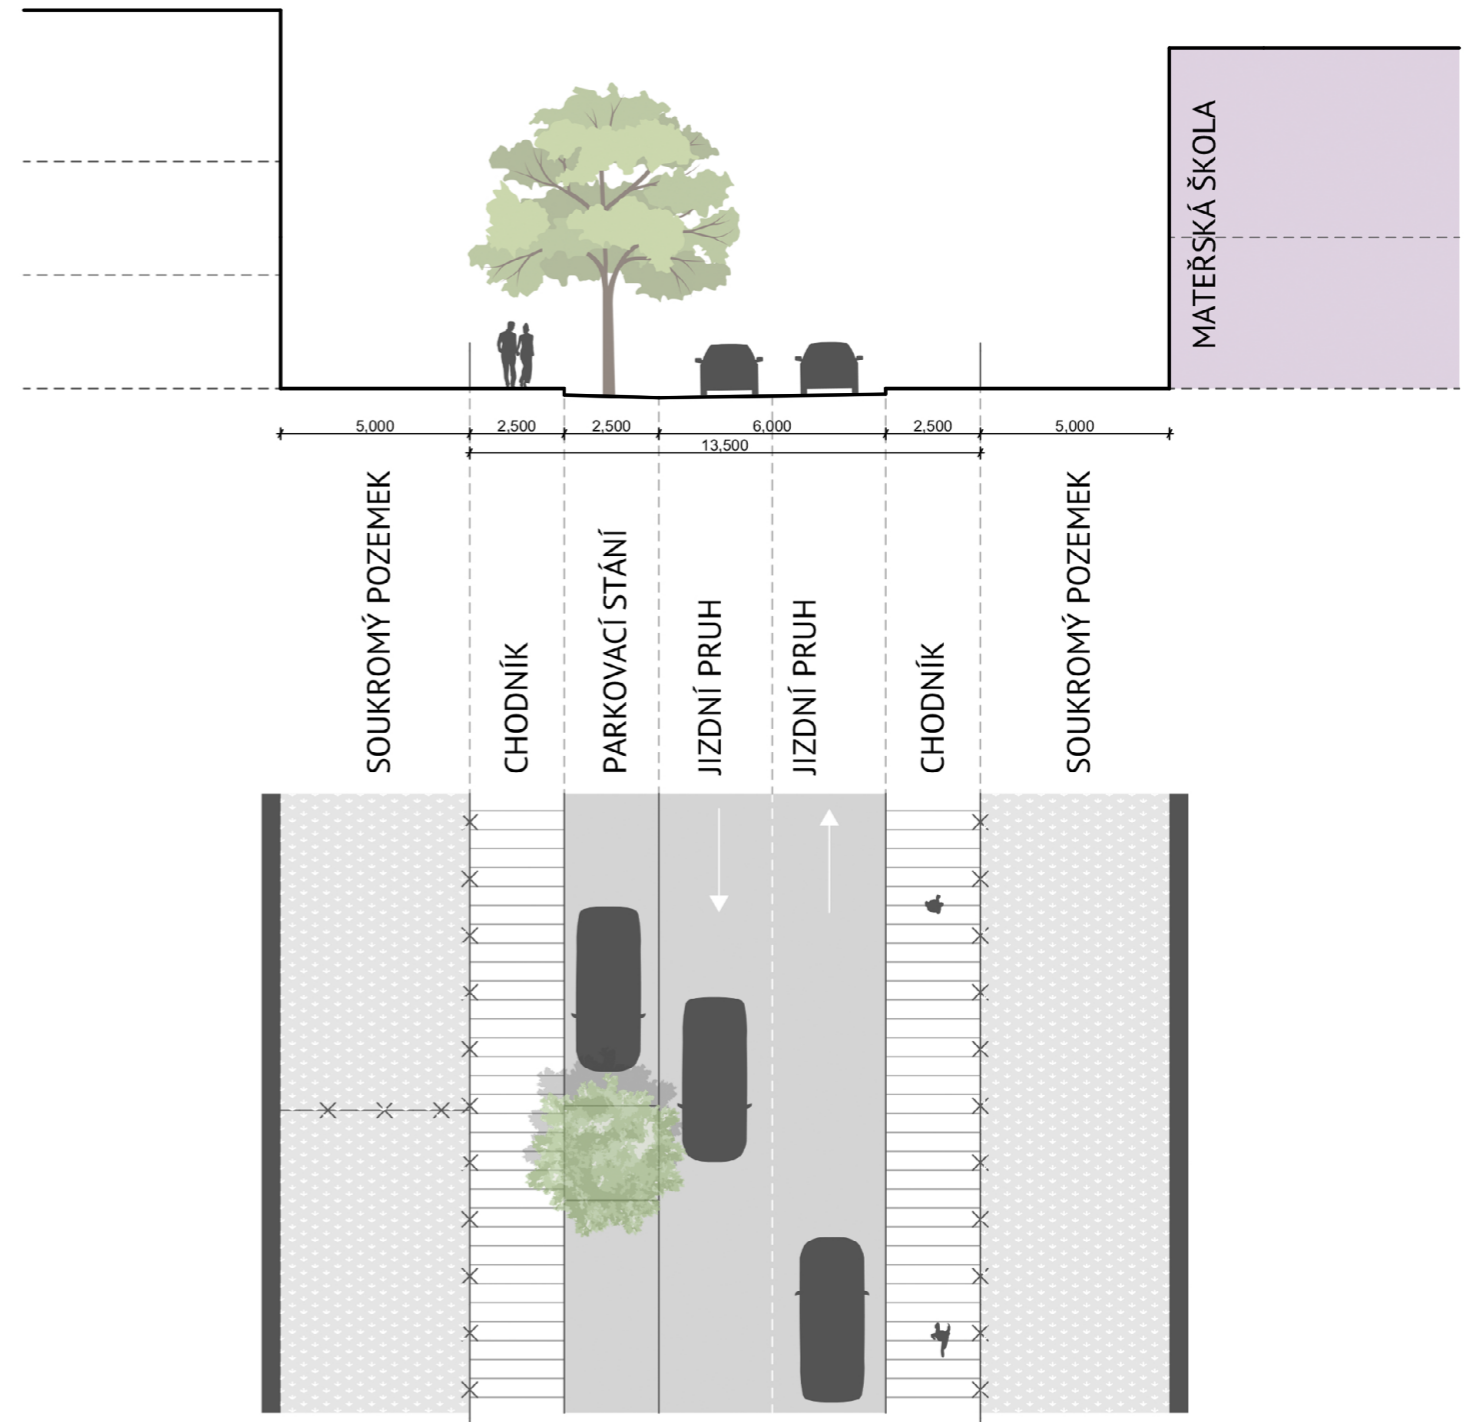 MATEŘSKÁ ŠKOLA
5,000 2,500 2,500 6,000 2,500 5,000
13,500
SOUKROMÝ POZEMEK
CHODNÍK
PARKOVACÍ STÁNÍ
JIZDNÍ PRUH
JIZDNÍ PRUH
CHODNÍK
SOUKROMÝ POZEMEK